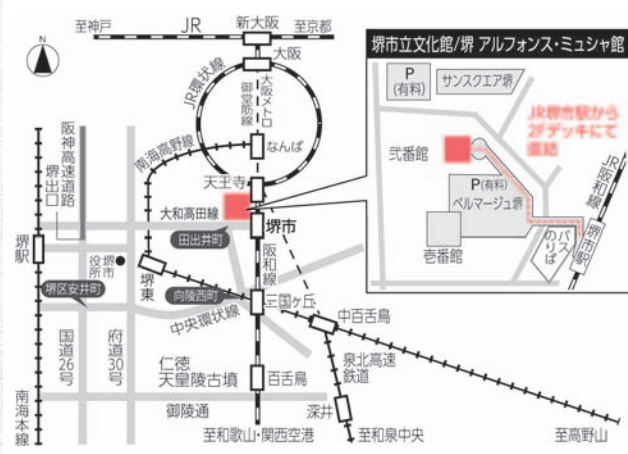 至神戸
JR
新大阪
至京都
N
大阪
JR環状線
大阪メトロ
御堂筋線
なんば
南海高野線
天王寺
阪神高速道路
堺出口
大和高田線
堺市
田出井町
堺駅
堺市
役所
阪和線
堺区安井町
堺東
向陵西町
三国ヶ丘
中央環状線
中百舌鳥
国道26号
府道30号
仁徳
天皇陵古墳
百舌鳥
泉北高速
鉄道
深井
御陵通
南海本線
至和歌山・関西空港
至和泉中央
至高野山
堺市立文化館/堺 アルフォンス・ミュシャ館
N
P
(有料)
サンスクエア堺
JR堺市駅から
2Fデッキにて
直結
弐番館
P(有料)
ベルマージュ堺
壱番館
バス
のりば
堺市駅
JR阪和線